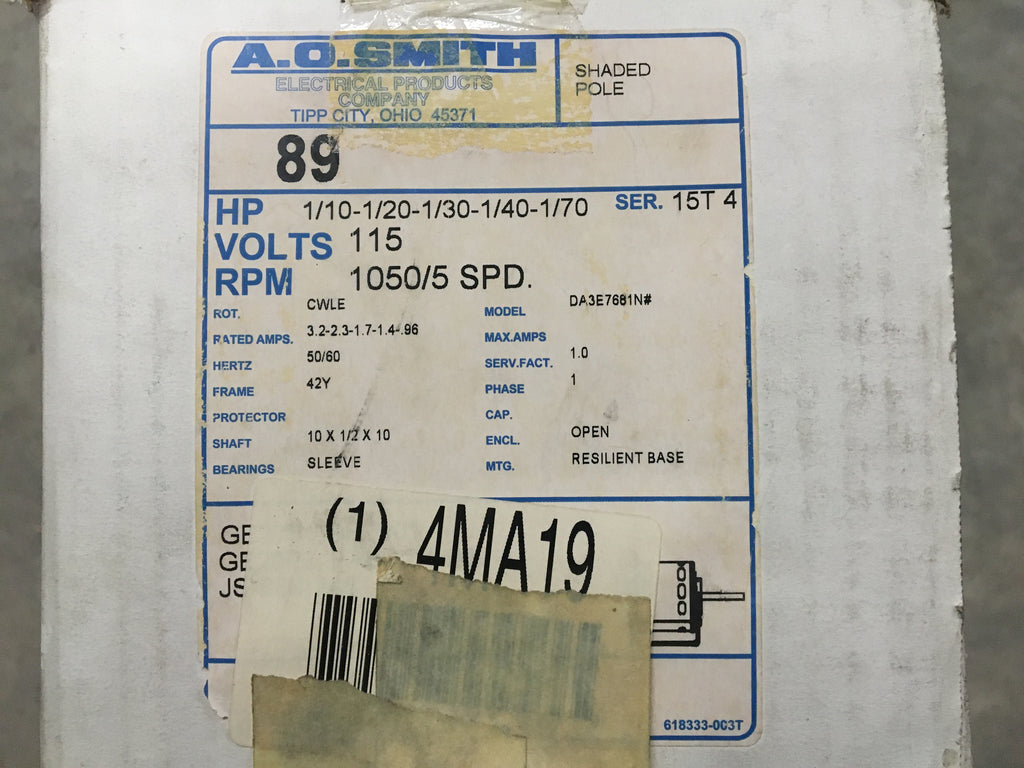 A.O.SMITH
ELECTRICAL PRODUCTS
COMPANY
TIPP CITY, OHIO 45371
SHADED
POLE
89
HP 1/10-1/20-1/30-1/40-1/70 SER. 15T 4
VOLTS 115
RPM 1050/5 SPD.
ROT. CWLE
MODEL DA3E7681N#
RATED AMPS. 3.2-2.3-1.7-1.4-.96
MAX.AMPS
HERTZ 50/60
SERV.FACT. 1.0
FRAME 42Y
PHASE 1
PROTECTOR
CAP.
SHAFT 10 X 1/2 X 10
ENCL. OPEN
BEARINGS SLEEVE
MTG. RESILIENT BASE
GE
GE
JS
(1) 4MA19
618333-003T